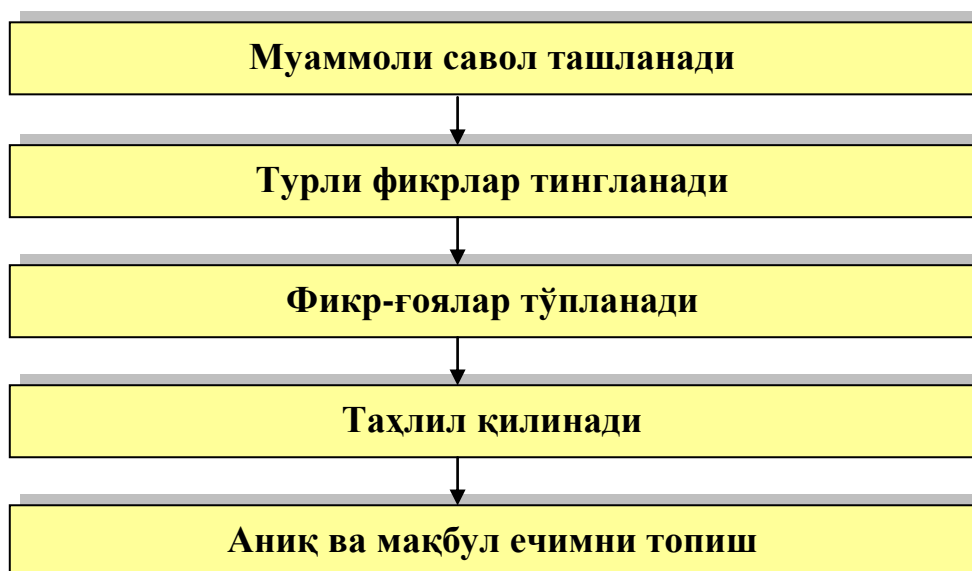 Муаммоли савол ташланади
Турли фикрлар тингланади
Фикр-ғоялар тўпланади
Таҳлил қилинади
Аниқ ва мақбул ечимни топиш